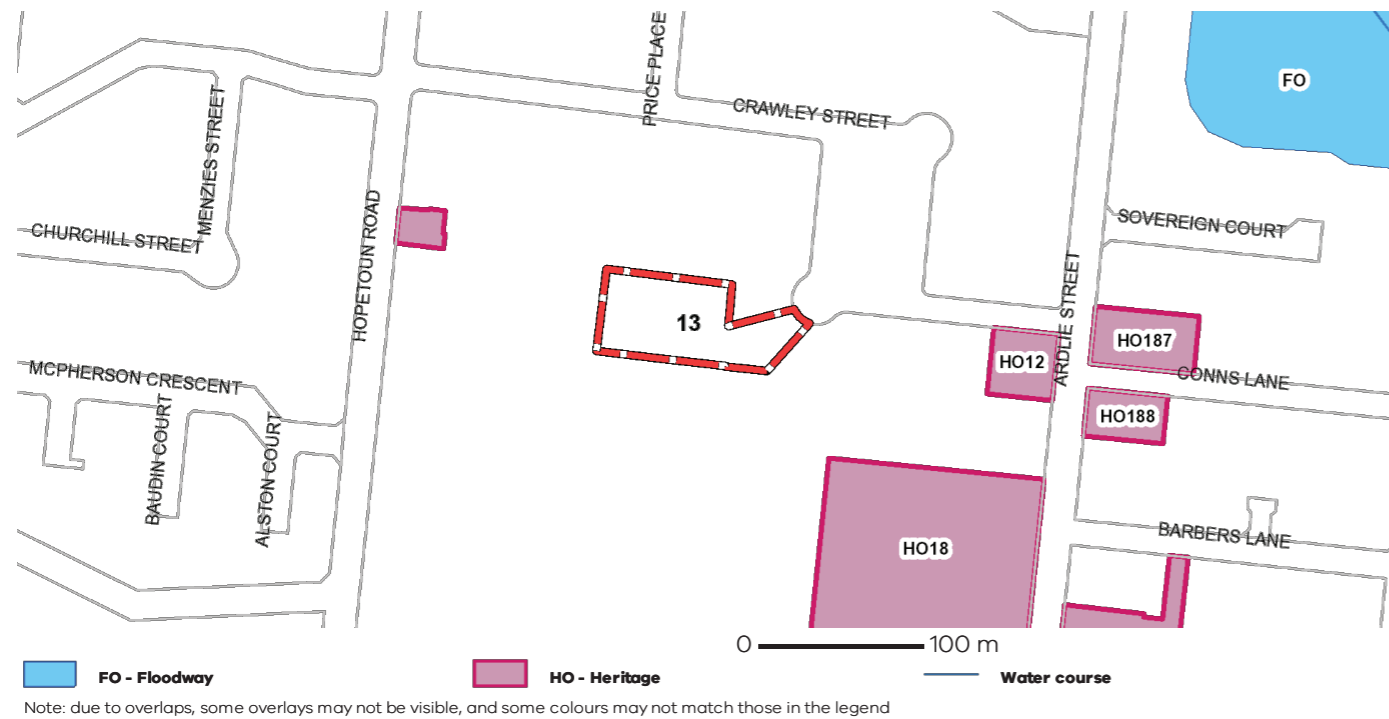 PRICE PLACE
CRAWLEY STREET
FO
MENZIES STREET
CHURCHILL STREET
HOPETOUN ROAD
SOVEREIGN COURT
13
ARDLIE STREET
HO187
HO12
CONNS LANE
MCPHERSON CRESCENT
HO188
BAUDIN COURT
ALSTON COURT
HO18
BARBERS LANE
0 100 m
FO - Floodway HO - Heritage Water course
Note: due to overlaps, some overlays may not be visible, and some colours may not match those in the legend